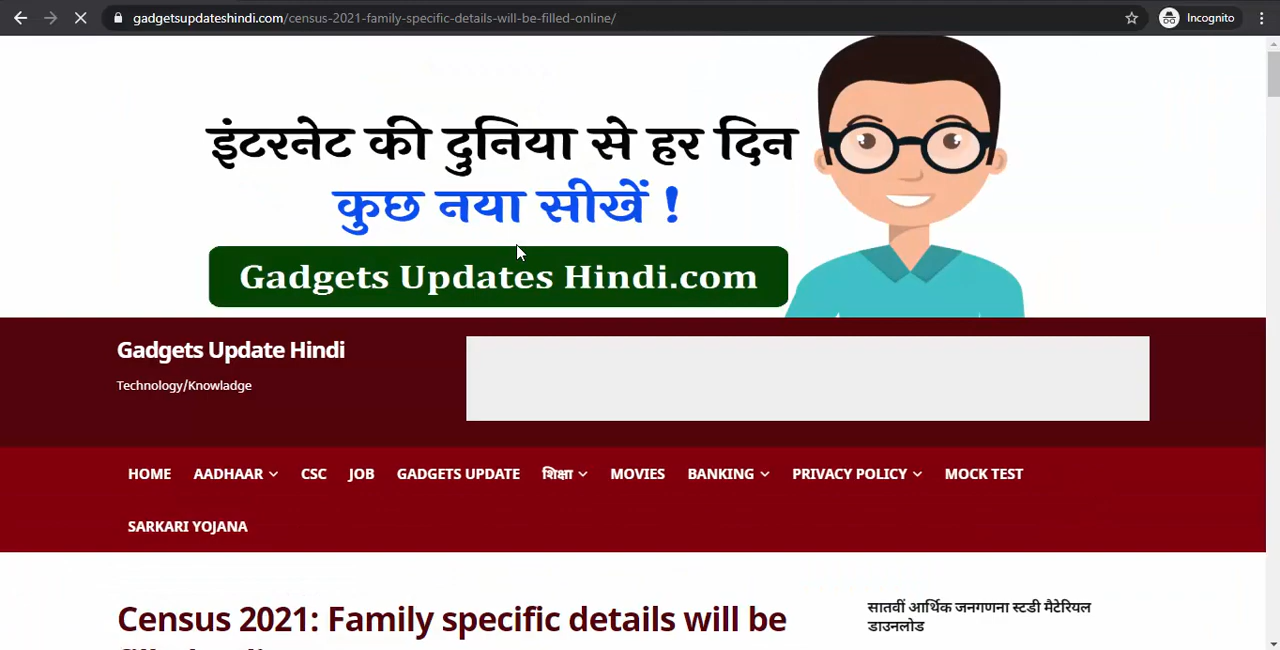 gadgetsupdateshindi.com/census-2021-family-specific-details-will-be-filled-online/
Incognito
इंटरनेट की दुनिया से हर दिन
कुछ नया सीखें !
Gadgets Updates Hindi.com
Gadgets Update Hindi
Technology/Knowladge
HOME AADHAAR CSC JOB GADGETS UPDATE शिक्षा MOVIES BANKING PRIVACY POLICY MOCK TEST
SARKARI YOJANA
Census 2021: Family specific details will be
सातवीं आर्थिक जनगणना स्टडी मैटेरियल
डाउनलोड